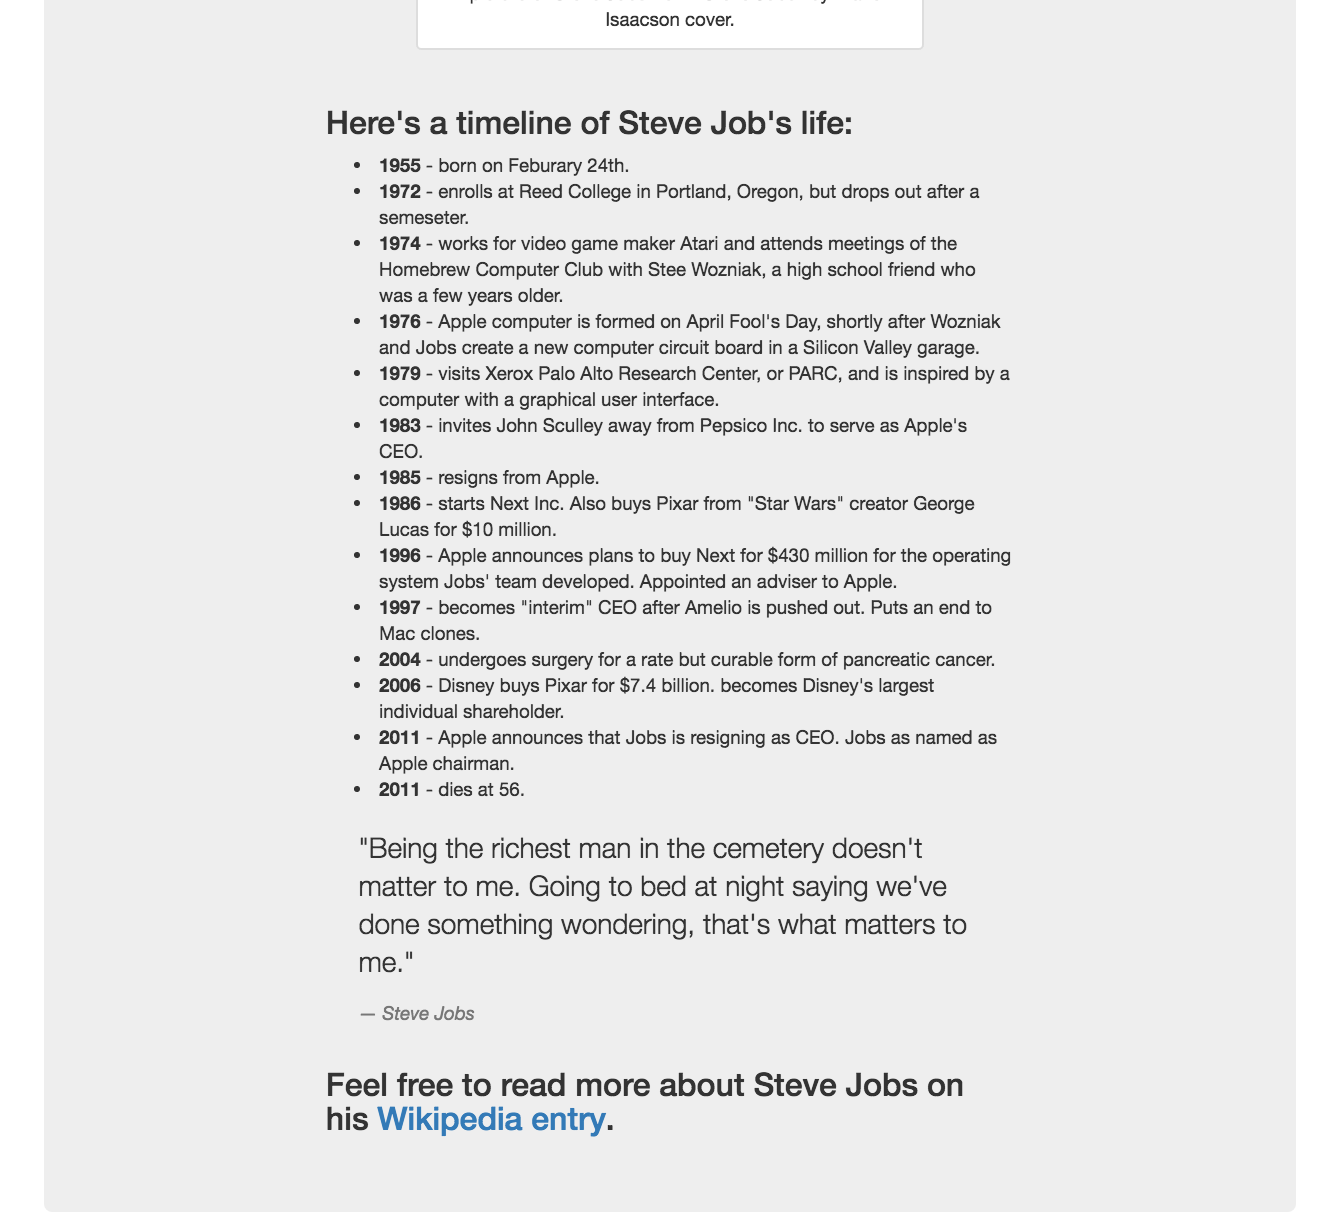 Isaacson cover.
Here's a timeline of Steve Job's life:
• 1955 - born on Feburary 24th.
• 1972 - enrolls at Reed College in Portland, Oregon, but drops out after a
semeseter.
• 1974 - works for video game maker Atari and attends meetings of the
Homebrew Computer Club with Stee Wozniak, a high school friend who
was a few years older.
• 1976 - Apple computer is formed on April Fool's Day, shortly after Wozniak
and Jobs create a new computer circuit board in a Silicon Valley garage.
• 1979 - visits Xerox Palo Alto Research Center, or PARC, and is inspired by a
computer with a graphical user interface.
• 1983 - invites John Sculley away from Pepsico Inc. to serve as Apple's
CEO.
• 1985 - resigns from Apple.
• 1986 - starts Next Inc. Also buys Pixar from "Star Wars" creator George
Lucas for $10 million.
• 1996 - Apple announces plans to buy Next for $430 million for the operating
system Jobs' team developed. Appointed an adviser to Apple.
• 1997 - becomes "interim" CEO after Amelio is pushed out. Puts an end to
Mac clones.
• 2004 - undergoes surgery for a rate but curable form of pancreatic cancer.
• 2006 - Disney buys Pixar for $7.4 billion. becomes Disney's largest
individual shareholder.
• 2011 - Apple announces that Jobs is resigning as CEO. Jobs as named as
Apple chairman.
• 2011 - dies at 56.
"Being the richest man in the cemetery doesn't
matter to me. Going to bed at night saying we've
done something wondering, that's what matters to
me."
— Steve Jobs
Feel free to read more about Steve Jobs on
his Wikipedia entry.